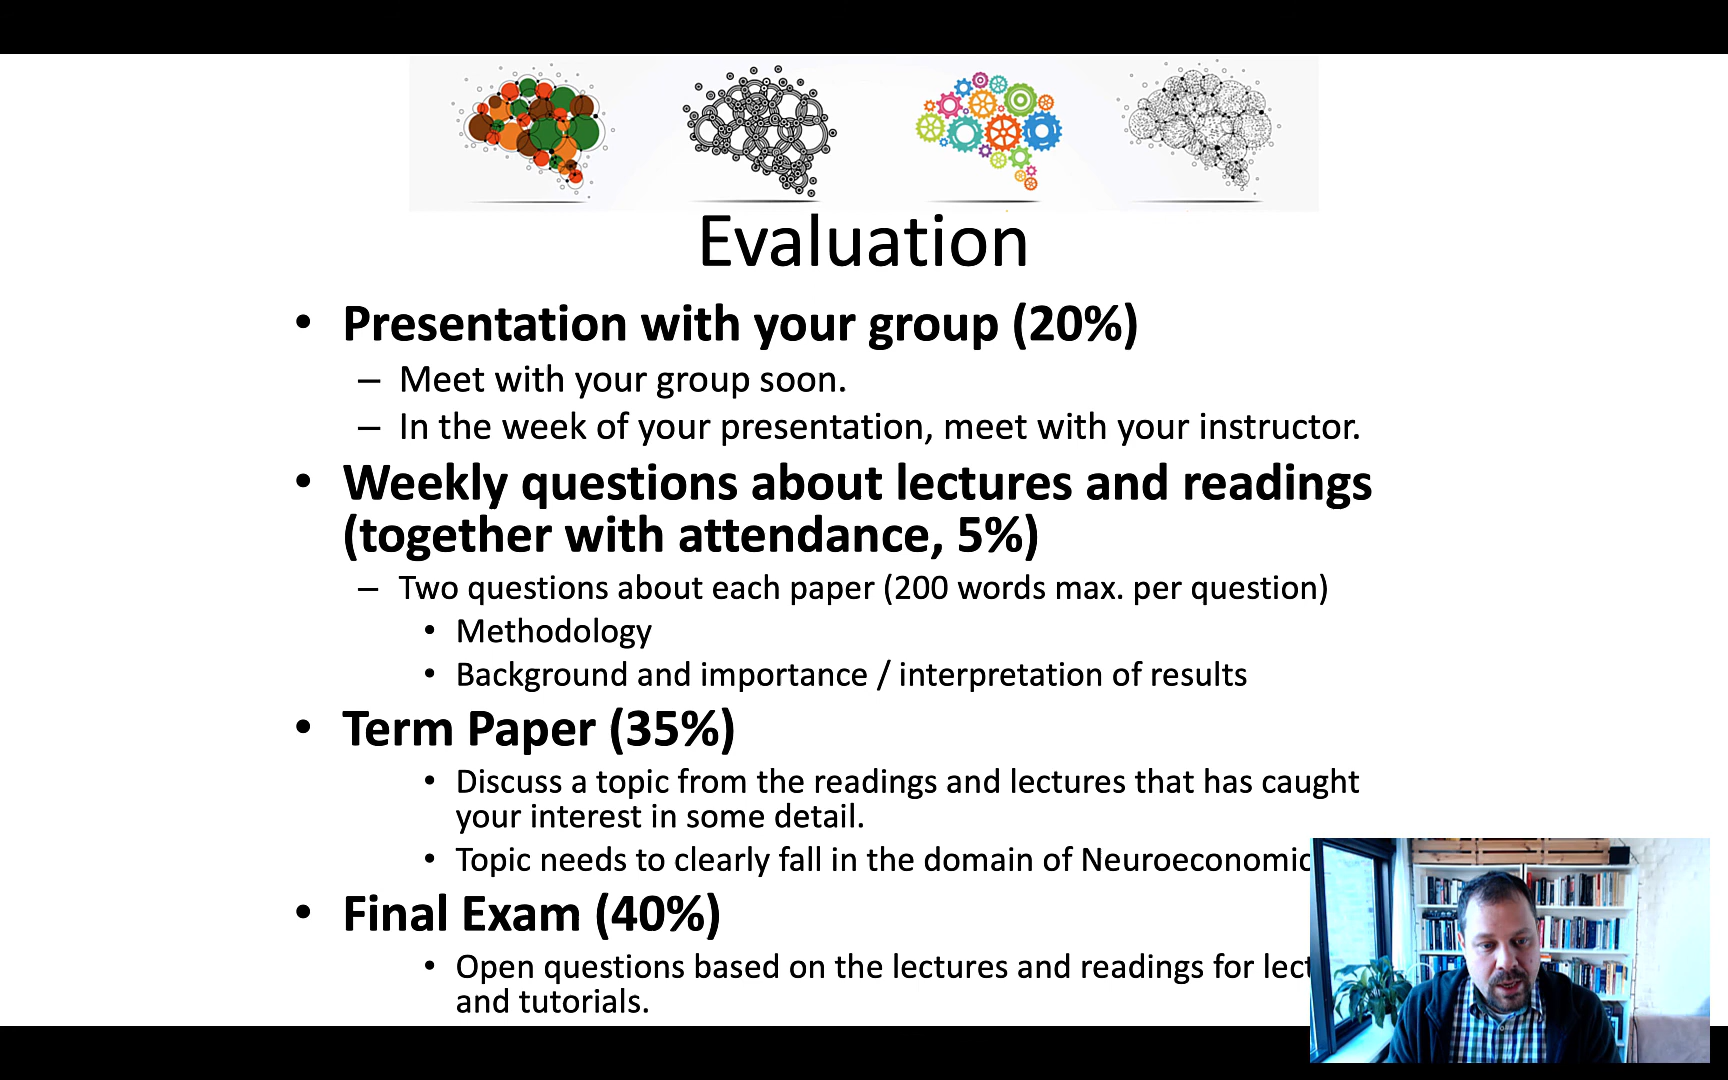 Evaluation
• Presentation with your group (20%)
– Meet with your group soon.
– In the week of your presentation, meet with your instructor.
• Weekly questions about lectures and readings
(together with attendance, 5%)
– Two questions about each paper (200 words max. per question)
• Methodology
• Background and importance / interpretation of results
• Term Paper (35%)
• Discuss a topic from the readings and lectures that has caught
your interest in some detail.
• Topic needs to clearly fall in the domain of
• Final Exam (40%)
• Open questions based on the lectures and readings for
and tutorials.